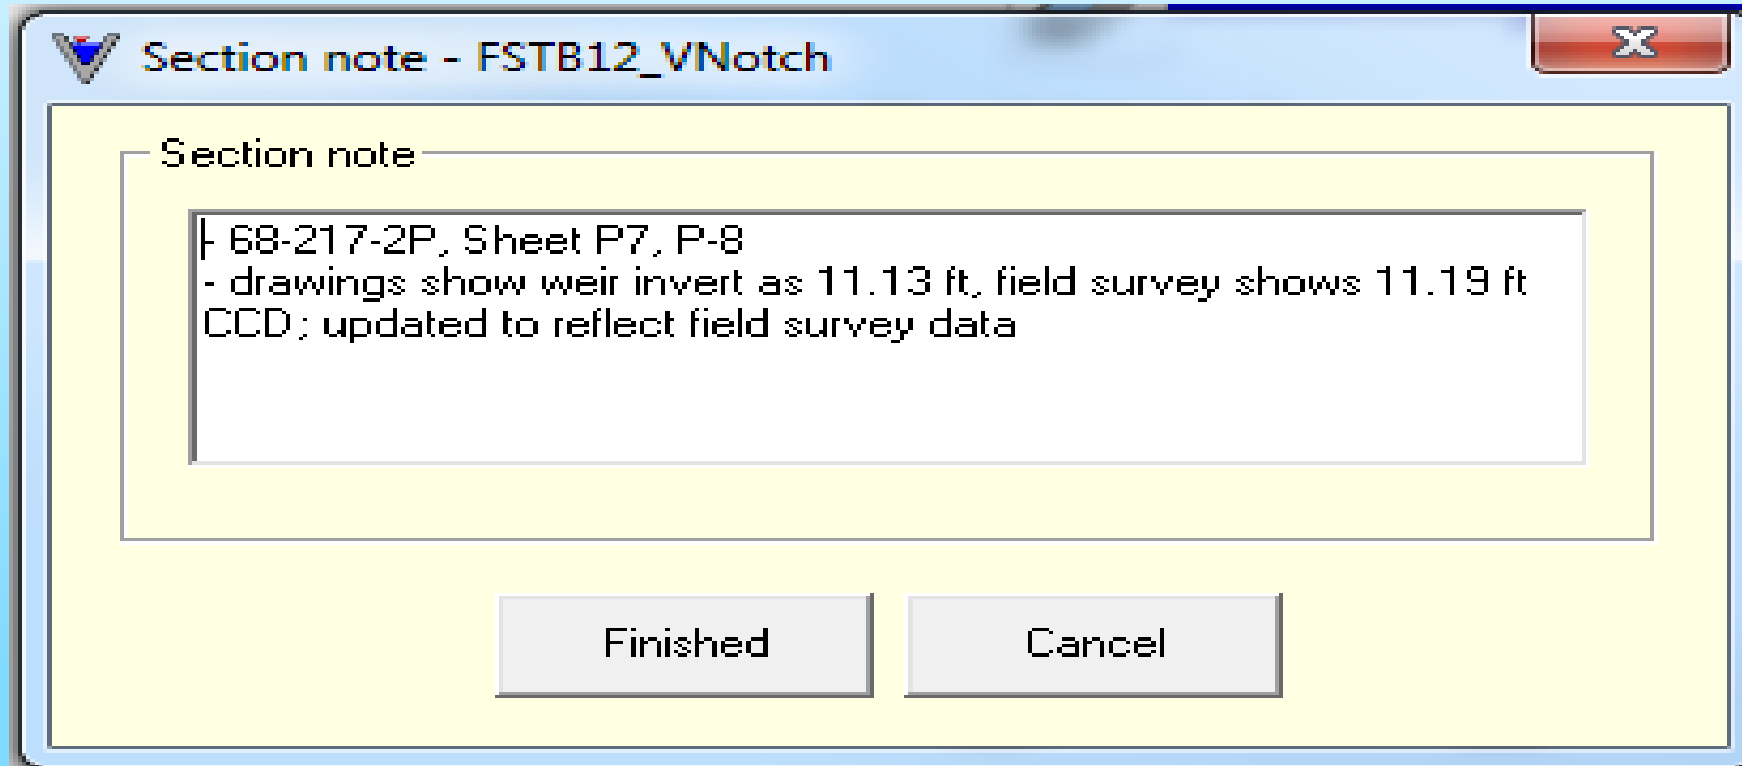 Section note - FSTB12_VNotch
Section note
- 68-217-2P, Sheet P7, P-8
- drawings show weir invert as 11.13 ft, field survey shows 11.19 ft
CCD; updated to reflect field survey data
Finished
Cancel